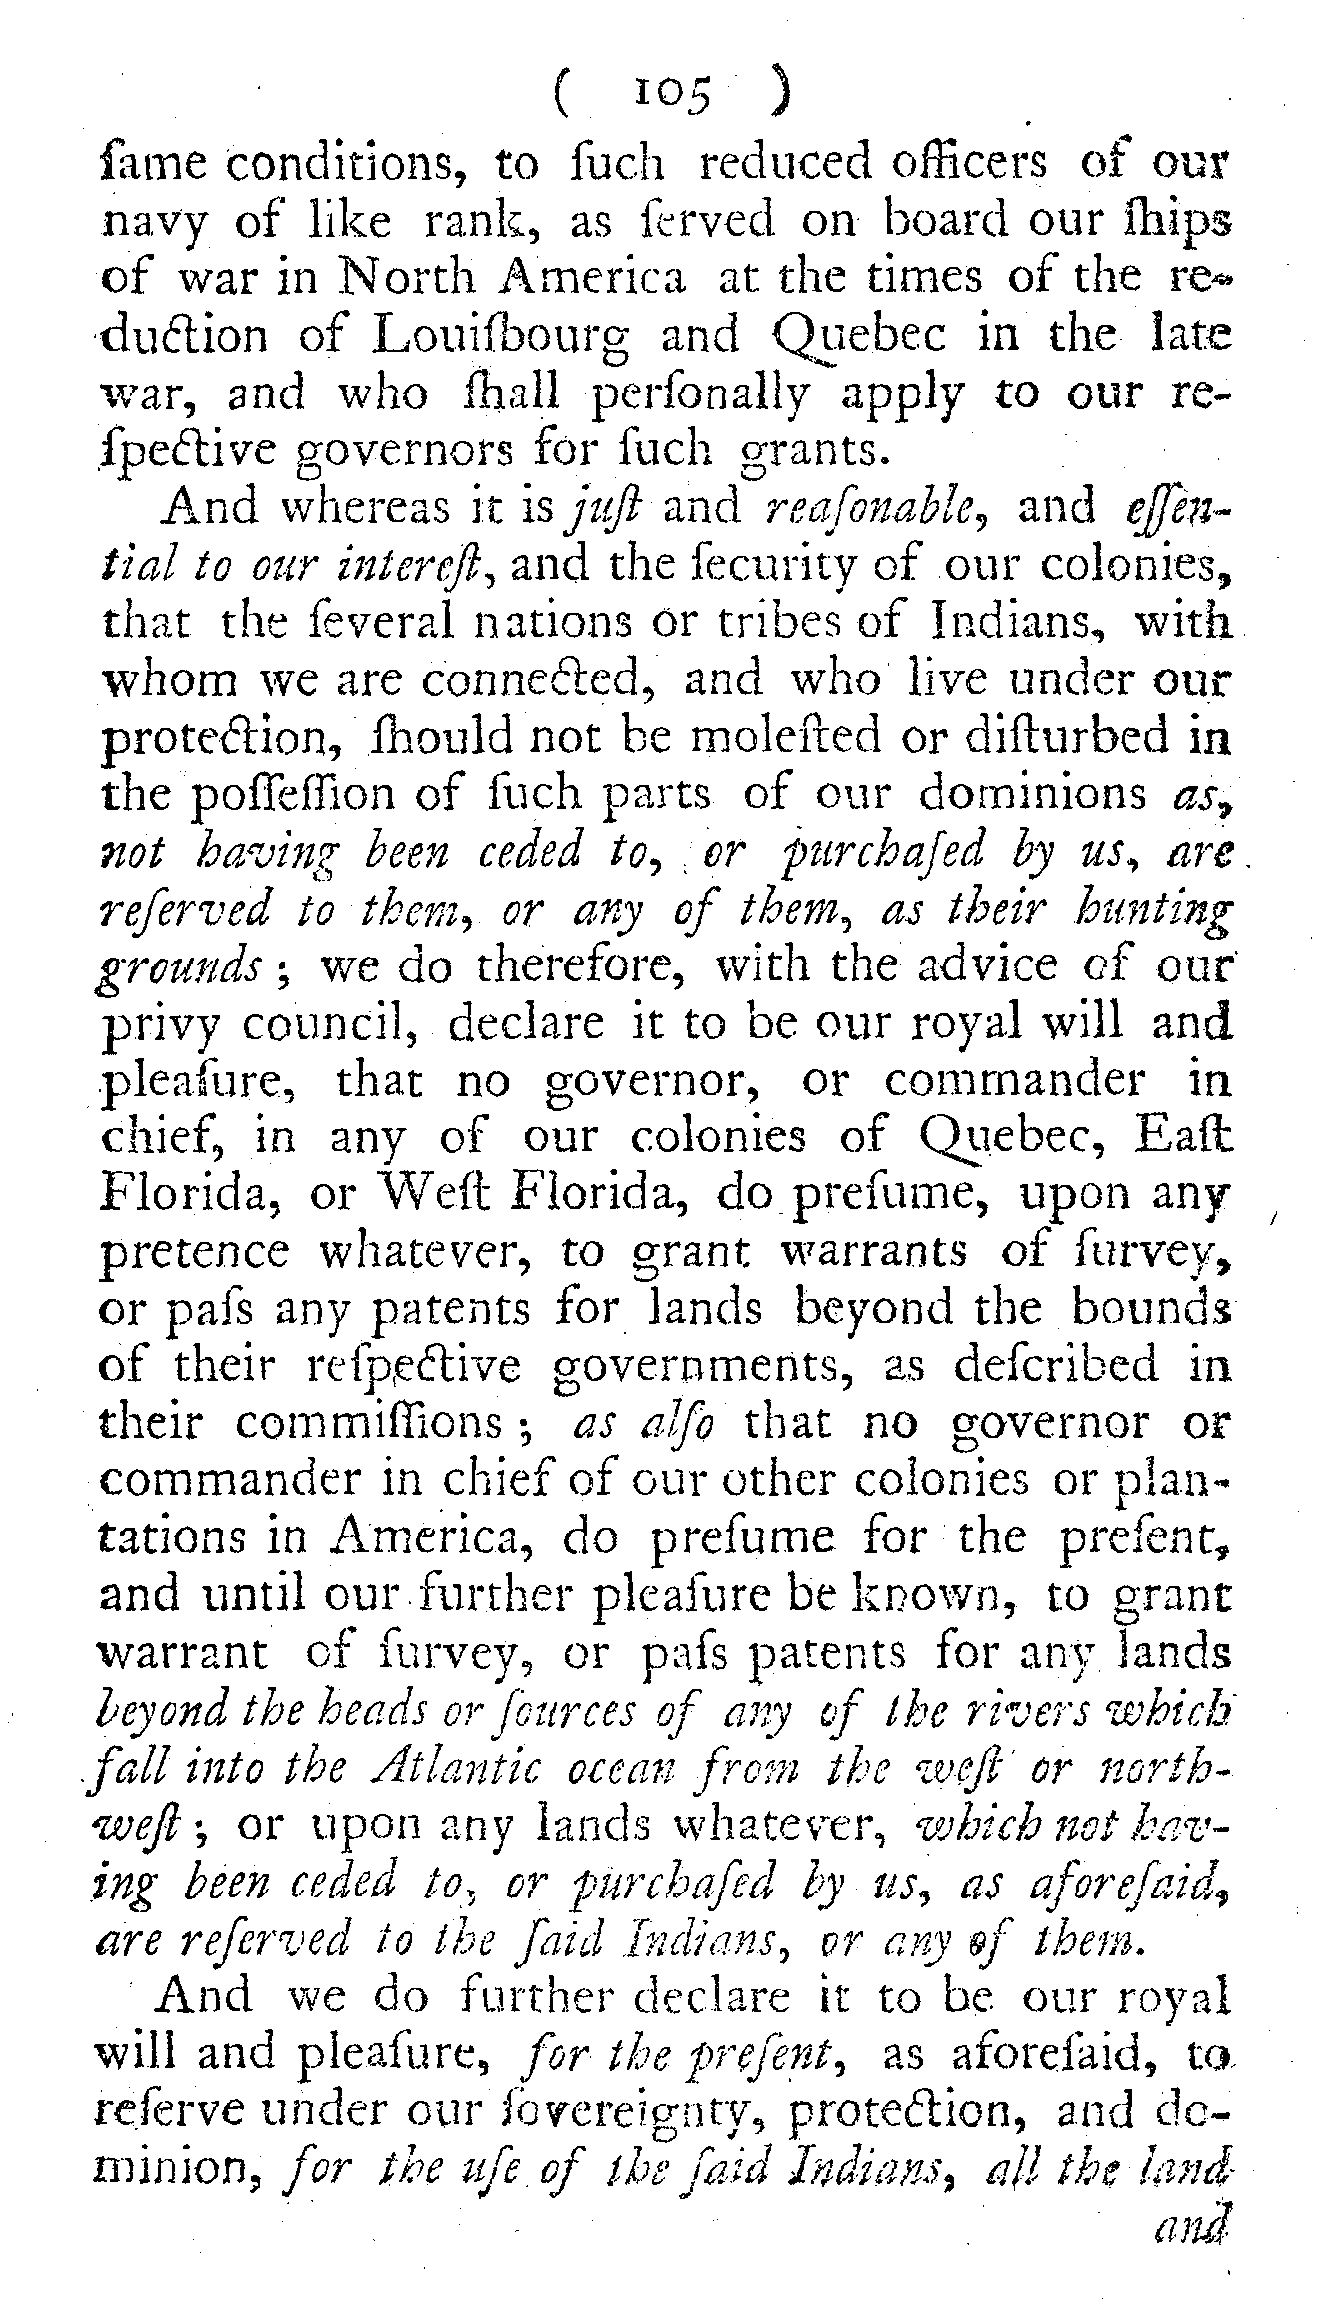 ( 105 )
ſame conditions, to ſuch reduced officers of our
navy of like rank, as ſerved on board our ſhips
of war in North America at the times of the re-
duction of Louiſbourg and Quebec in the late
war, and who ſhall perſonally apply to our re-
ſpective governors for ſuch grants.
And whereas it is juſt and reaſonable, and eſſen-
tial to our intereſt, and the ſecurity of our colonies,
that the ſeveral nations or tribes of Indians, with
whom we are connected, and who live under our
protection, ſhould not be moleſted or diſturbed in
the poſſeſſion of ſuch parts of our dominions as,
not having been ceded to, or purchaſed by us, are
reſerved to them, or any of them, as their hunting
grounds ; we do therefore, with the advice of our
privy council, declare it to be our royal will and
pleaſure, that no governor, or commander in
chief, in any of our colonies of Quebec, Eaſt
Florida, or Weſt Florida, do preſume, upon any
pretence whatever, to grant warrants of ſurvey,
or paſs any patents for lands beyond the bounds
of their reſpective governments, as deſcribed in
their commiſſions ; as alſo that no governor or
commander in chief of our other colonies or plan-
tations in America, do preſume for the preſent,
and until our further pleaſure be known, to grant
warrant of ſurvey, or paſs patents for any lands
beyond the heads or ſources of any of the rivers which
fall into the Atlantic ocean from the weſt or north-
weſt ; or upon any lands whatever, which not hav-
ing been ceded to, or purchaſed by us, as aforeſaid,
are reſerved to the ſaid Indians, or any of them.
And we do further declare it to be our royal
will and pleaſure, for the preſent, as aforeſaid, to
reſerve under our ſovereignty, protection, and do-
minion, for the uſe of the ſaid Indians, all the land
and